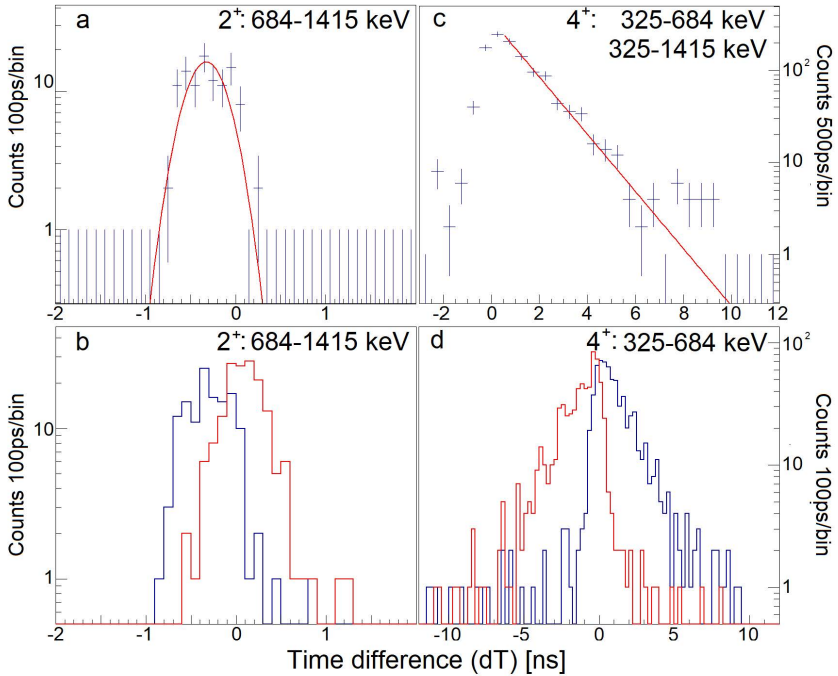 a
2+: 684-1415 keV
Counts 100ps/bin
10
1
-2
-1
0
1
2
c
4+: 325-684 keV
325-1415 keV
Counts 500ps/bin
10²
10
1
-2
0
2
4
6
8
10
12
b
2+: 684-1415 keV
Counts 100ps/bin
10
1
-2
-1
0
1
d
4+: 325-684 keV
Counts 100ps/bin
10²
10
1
-10
-5
0
5
10
Time difference (dT) [ns]